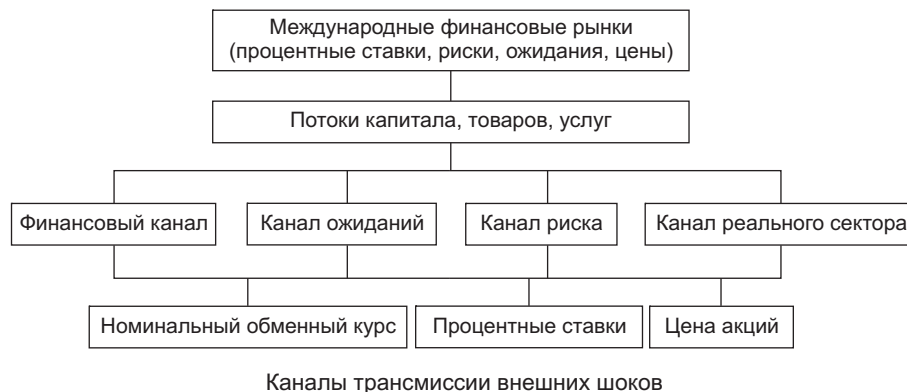 Международные финансовые рынки
(процентные ставки, риски, ожидания, цены)
Потоки капитала, товаров, услуг
Финансовый канал
Канал ожиданий
Канал риска
Канал реального сектора
Номинальный обменный курс
Процентные ставки
Цена акций
Каналы трансмиссии внешних шоков